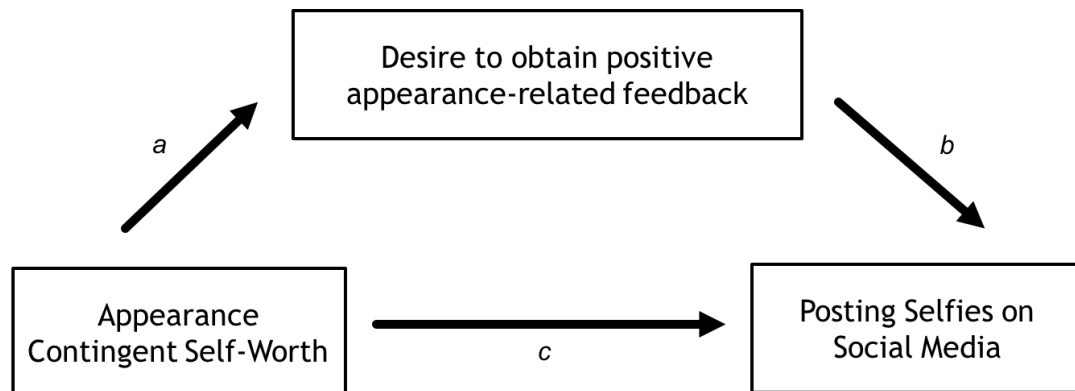 Desire to obtain positive
appearance-related feedback
a
b
Appearance
Contingent Self-Worth
c
Posting Selfies on
Social Media